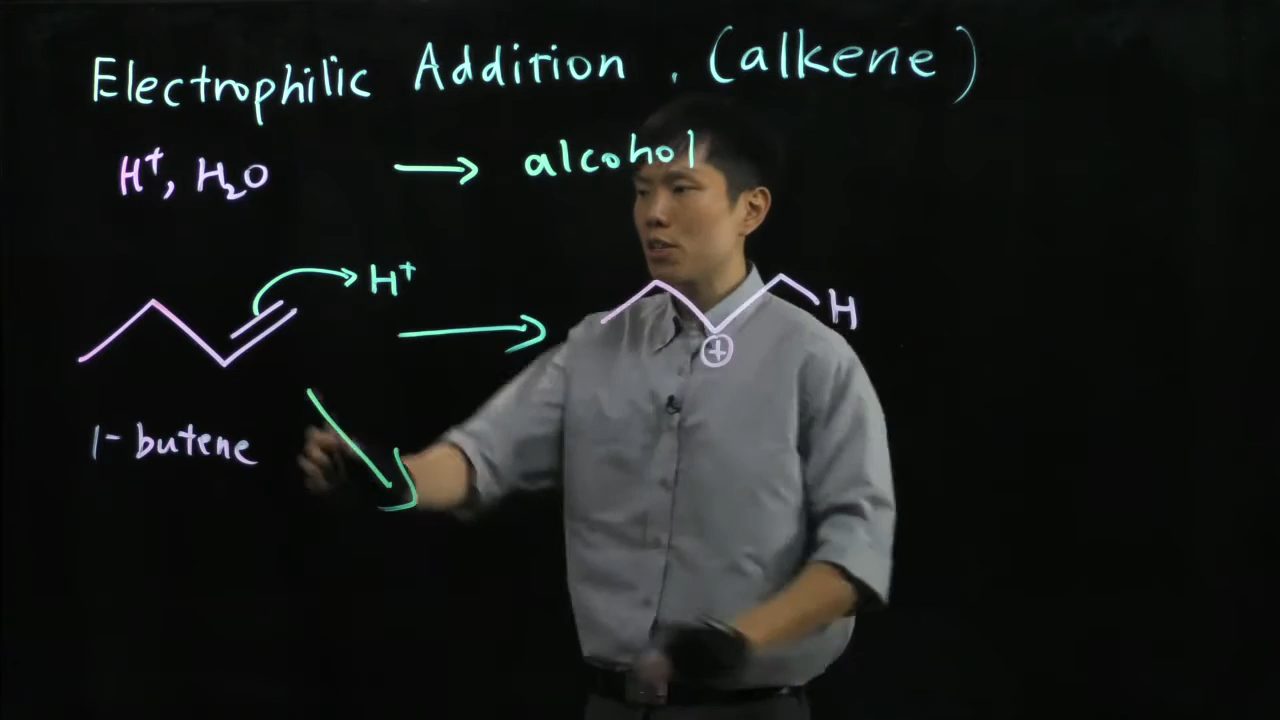 Electrophilic Addition. (alkene)
H⁺, H₂O → alcohol
H⁺
→
H
⊕
1-butene